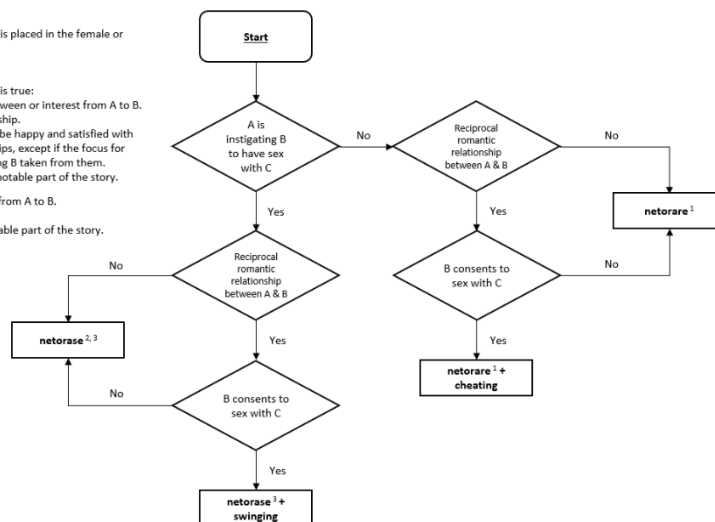 is placed in the female or
is true:
ween or interest from A to B.
ship.
be happy and satisfied with
ips, except if the focus for
ng B taken from them.
notable part of the story.
from A to B.
able part of the story.
Start
A is
instigating B
to have sex
with C
No
Reciprocal
romantic
relationship
between A & B
No
netorare ¹
Yes
Yes
Reciprocal
romantic
relationship
between A & B
No
B consents to
sex with C
No
netorase ²˒ ³
Yes
Yes
netorare ¹ +
cheating
B consents to
sex with C
No
Yes
netorase ³ +
swinging